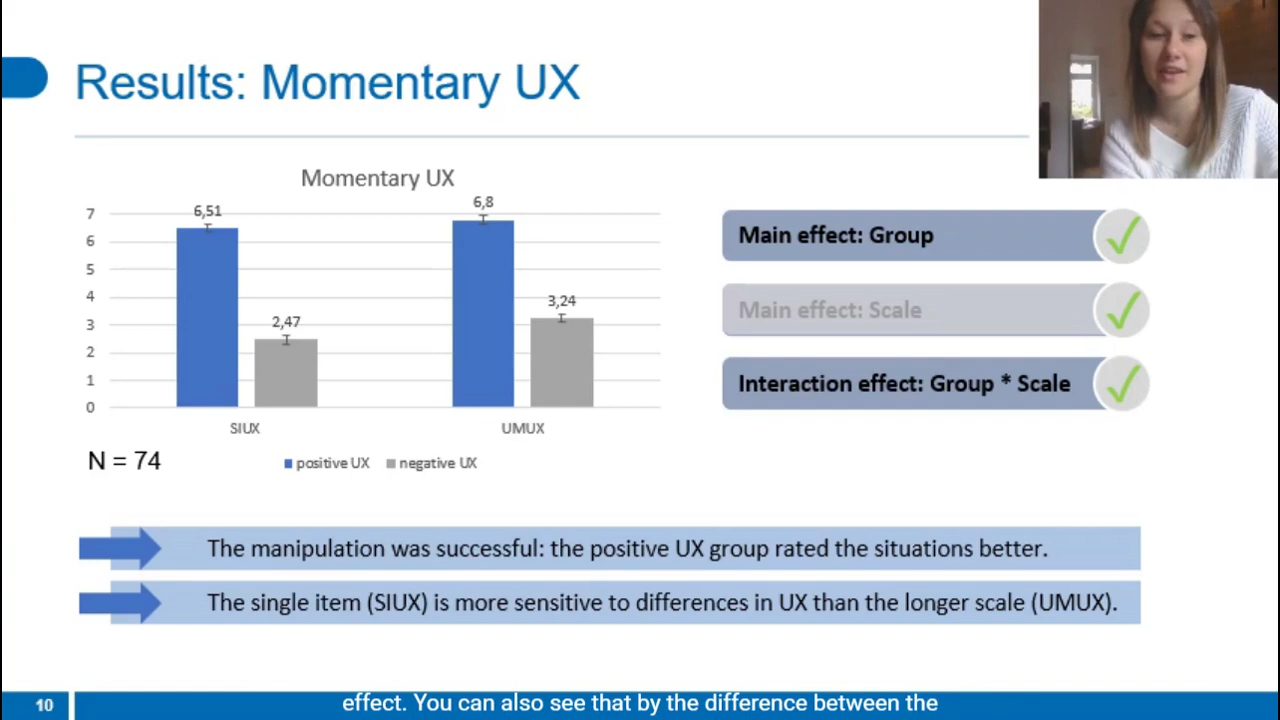 Results: Momentary UX
Momentary UX
7
6
5
4
3
2
1
0
6,51
2,47
6,8
3,24
SIUX
UMUX
positive UX
negative UX
N = 74
Main effect: Group
Main effect: Scale
Interaction effect: Group * Scale
The manipulation was successful: the positive UX group rated the situations better.
The single item (SIUX) is more sensitive to differences in UX than the longer scale (UMUX).
10
effect. You can also see that by the difference between the